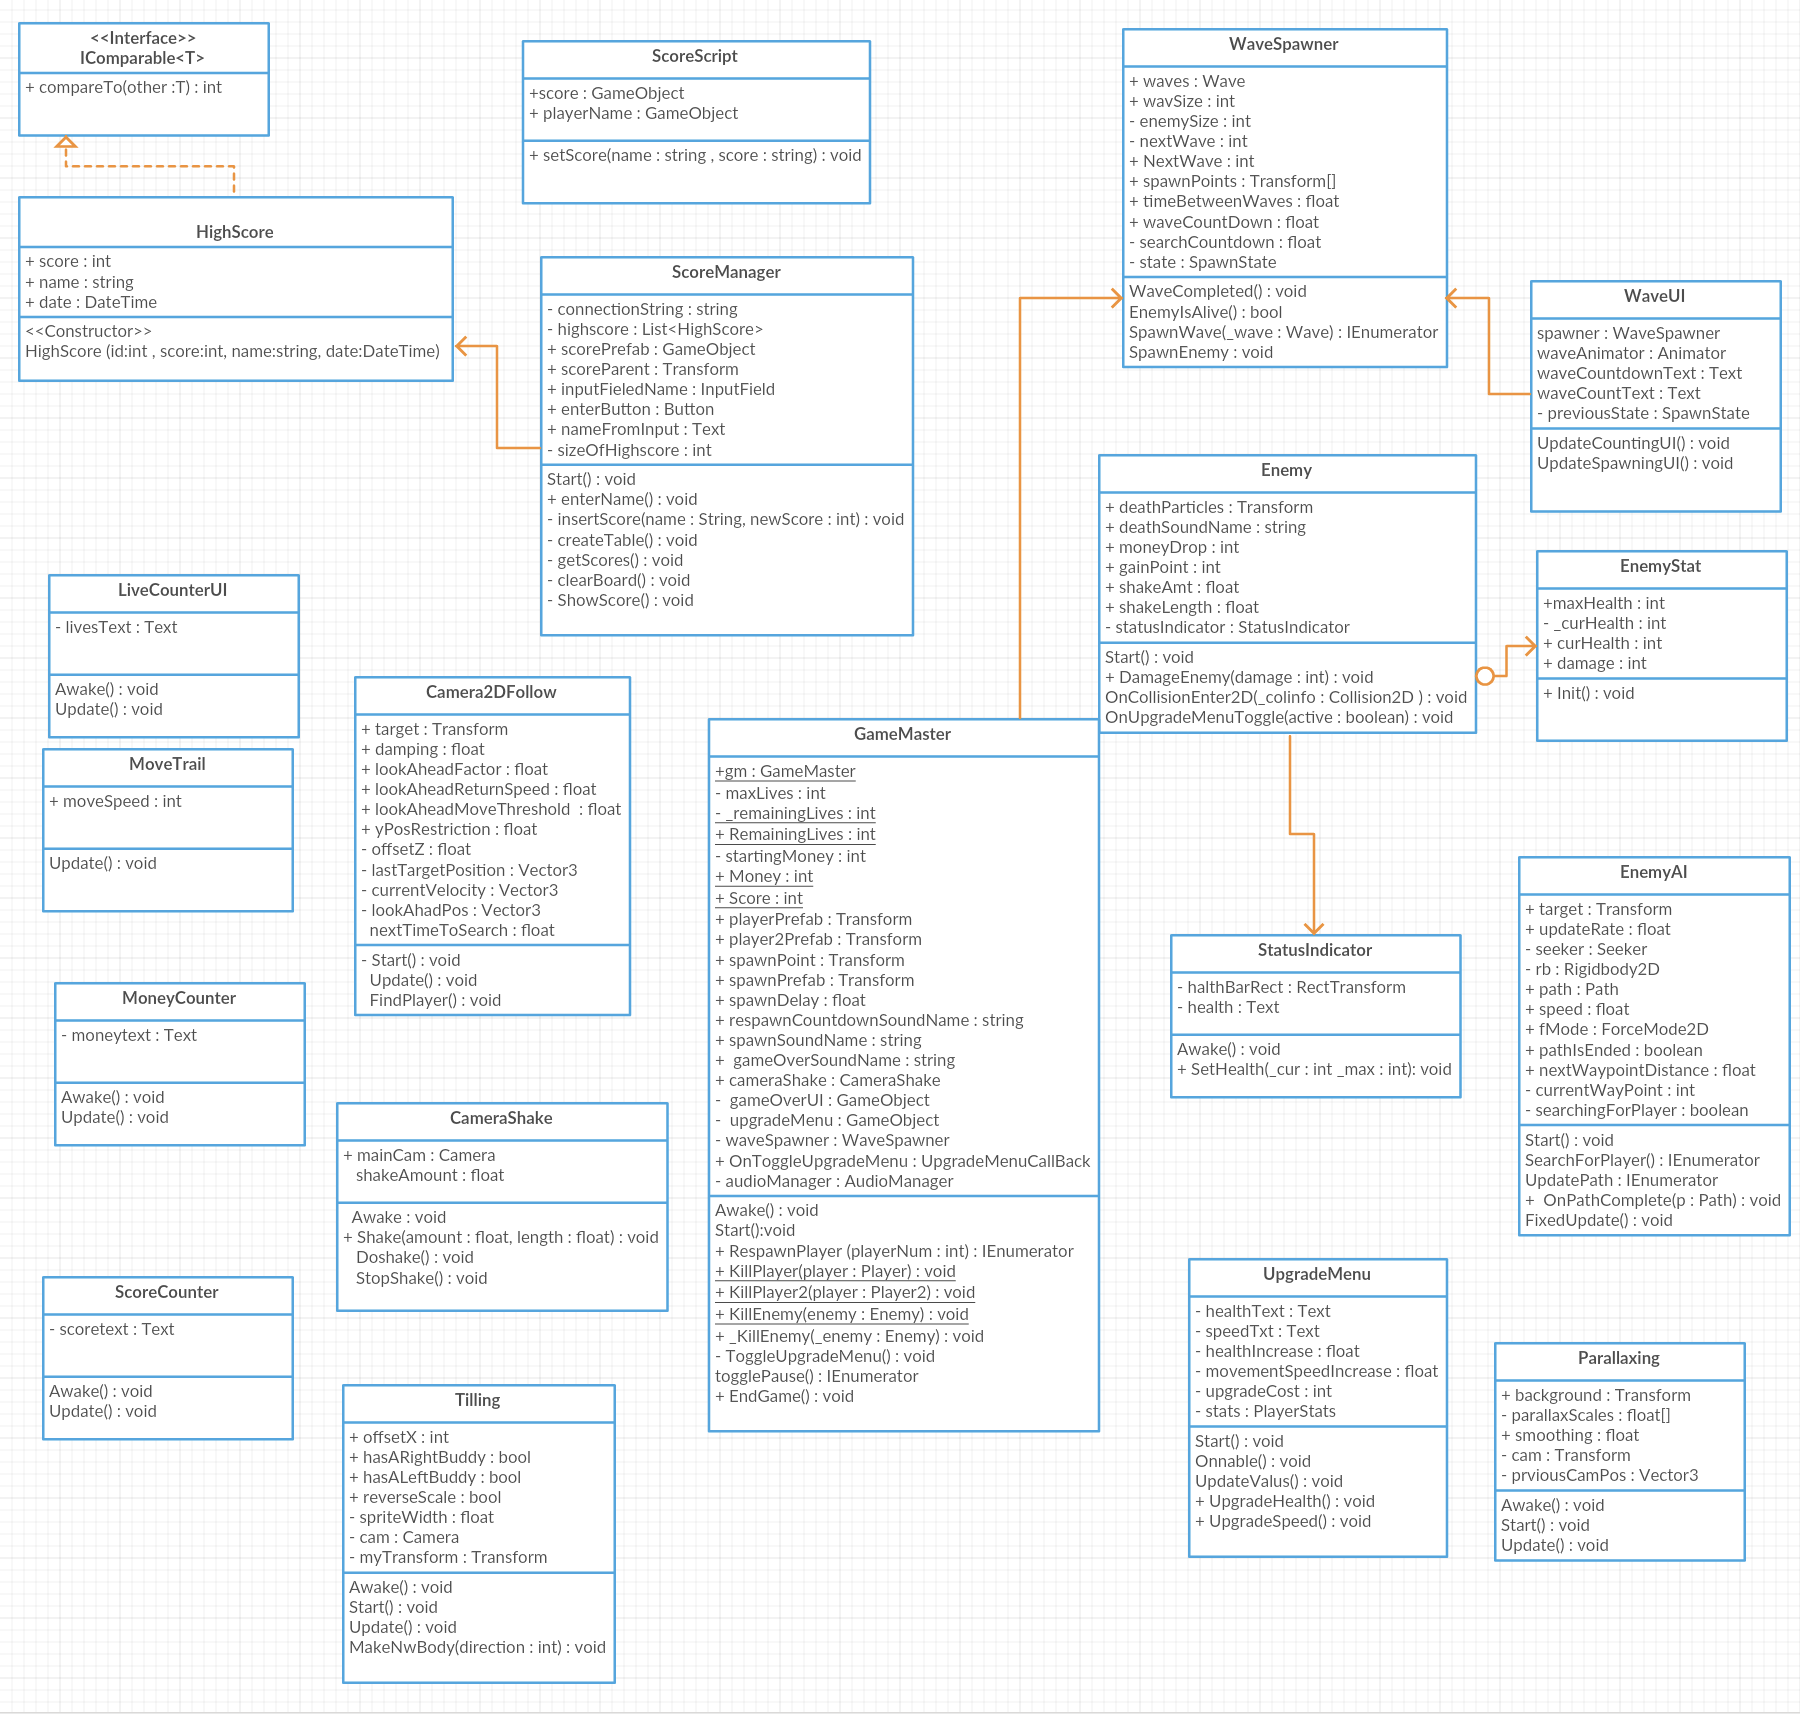 <<Interface>>
IComparable<T>
+ compareTo(other :T) : int
HighScore
+ score : int
+ name : string
+ date : DateTime
<<Constructor>>
HighScore (id:int , score:int, name:string, date:DateTime)
ScoreScript
+score : GameObject
+ playerName : GameObject
+ setScore(name : string , score : string) : void
ScoreManager
- connectionString : string
- highscore : List<HighScore>
+ scorePrefab : GameObject
+ scoreParent : Transform
+ inputFieledName : InputField
+ enterButton : Button
+ nameFromInput : Text
- sizeOfHighscore : int
Start() : void
+ enterName() : void
- insertScore(name : String, newScore : int) : void
- createTable() : void
- getScores() : void
- clearBoard() : void
- ShowScore() : void
WaveSpawner
+ waves : Wave
+ wavSize : int
- enemySize : int
- nextWave : int
+ NextWave : int
+ spawnPoints : Transform[]
+ timeBetweenWaves : float
+ waveCountDown : float
- searchCountdown : float
- state : SpawnState
WaveCompleted() : void
EnemyIsAlive() : bool
SpawnWave(_wave : Wave) : IEnumerator
SpawnEnemy : void
WaveUI
spawner : WaveSpawner
waveAnimator : Animator
waveCountdownText : Text
waveCountText : Text
- previousState : SpawnState
UpdateCountingUI() : void
UpdateSpawningUI() : void
Enemy
+ deathParticles : Transform
+ deathSoundName : string
+ moneyDrop : int
+ gainPoint : int
+ shakeAmt : float
+ shakeLength : float
- statusIndicator : StatusIndicator
Start() : void
+ DamageEnemy(damage : int) : void
OnCollisionEnter2D(_colinfo : Collision2D ) : void
OnUpgradeMenuToggle(active : boolean) : void
EnemyStat
+maxHealth : int
- _curHealth : int
+ curHealth : int
+ damage : int
+ Init() : void
LiveCounterUI
- livesText : Text
Awake() : void
Update() : void
MoveTrail
+ moveSpeed : int
Update() : void
Camera2DFollow
+ target : Transform
+ damping : float
+ lookAheadFactor : float
+ lookAheadReturnSpeed : float
+ lookAheadMoveThreshold  : float
+ yPosRestriction : float
- offsetZ : float
- lastTargetPosition : Vector3
- currentVelocity : Vector3
- lookAhadPos : Vector3
nextTimeToSearch : float
- Start() : void
Update() : void
FindPlayer() : void
GameMaster
+gm : GameMaster
- maxLives : int
- _remainingLives : int
+ RemainingLives : int
- startingMoney : int
+ Money : int
+ Score : int
+ playerPrefab : Transform
+ player2Prefab : Transform
+ spawnPoint : Transform
+ spawnPrefab : Transform
+ spawnDelay : float
+ respawnCountdownSoundName : string
+ spawnSoundName : string
+  gameOverSoundName : string
+ cameraShake : CameraShake
-  gameOverUI : GameObject
-  upgradeMenu : GameObject
- waveSpawner : WaveSpawner
+ OnToggleUpgradeMenu : UpgradeMenuCallBack
- audioManager : AudioManager
Awake() : void
Start():void
+ RespawnPlayer (playerNum : int) : IEnumerator
+ KillPlayer(player : Player) : void
+ KillPlayer2(player : Player2) : void
+ KillEnemy(enemy : Enemy) : void
+ _KillEnemy(_enemy : Enemy) : void
- ToggleUpgradeMenu() : void
togglePause() : IEnumerator
+ EndGame() : void
StatusIndicator
- halthBarRect : RectTransform
- health : Text
Awake() : void
+ SetHealth(_cur : int _max : int): void
EnemyAI
+ target : Transform
+ updateRate : float
- seeker : Seeker
- rb : Rigidbody2D
+ path : Path
+ speed : float
+ fMode : ForceMode2D
+ pathIsEnded : boolean
+ nextWaypointDistance : float
- currentWayPoint : int
- searchingForPlayer : boolean
Start() : void
SearchForPlayer() : IEnumerator
UpdatePath : IEnumerator
+  OnPathComplete(p : Path) : void
FixedUpdate() : void
MoneyCounter
- moneytext : Text
Awake() : void
Update() : void
CameraShake
+ mainCam : Camera
shakeAmount : float
Awake : void
+ Shake(amount : float, length : float) : void
Doshake() : void
StopShake() : void
ScoreCounter
- scoretext : Text
Awake() : void
Update() : void
Tilling
+ offsetX : int
+ hasARightBuddy : bool
+ hasALeftBuddy : bool
+ reverseScale : bool
- spriteWidth : float
- cam : Camera
- myTransform : Transform
Awake() : void
Start() : void
Update() : void
MakeNwBody(direction : int) : void
UpgradeMenu
- healthText : Text
- speedTxt : Text
- healthIncrease : float
- movementSpeedIncrease : float
- upgradeCost : int
- stats : PlayerStats
Start() : void
Onnable() : void
UpdateValus() : void
+ UpgradeHealth() : void
+ UpgradeSpeed() : void
Parallaxing
+ background : Transform
- parallaxScales : float[]
+ smoothing : float
- cam : Transform
- prviousCamPos : Vector3
Awake() : void
Start() : void
Update() : void